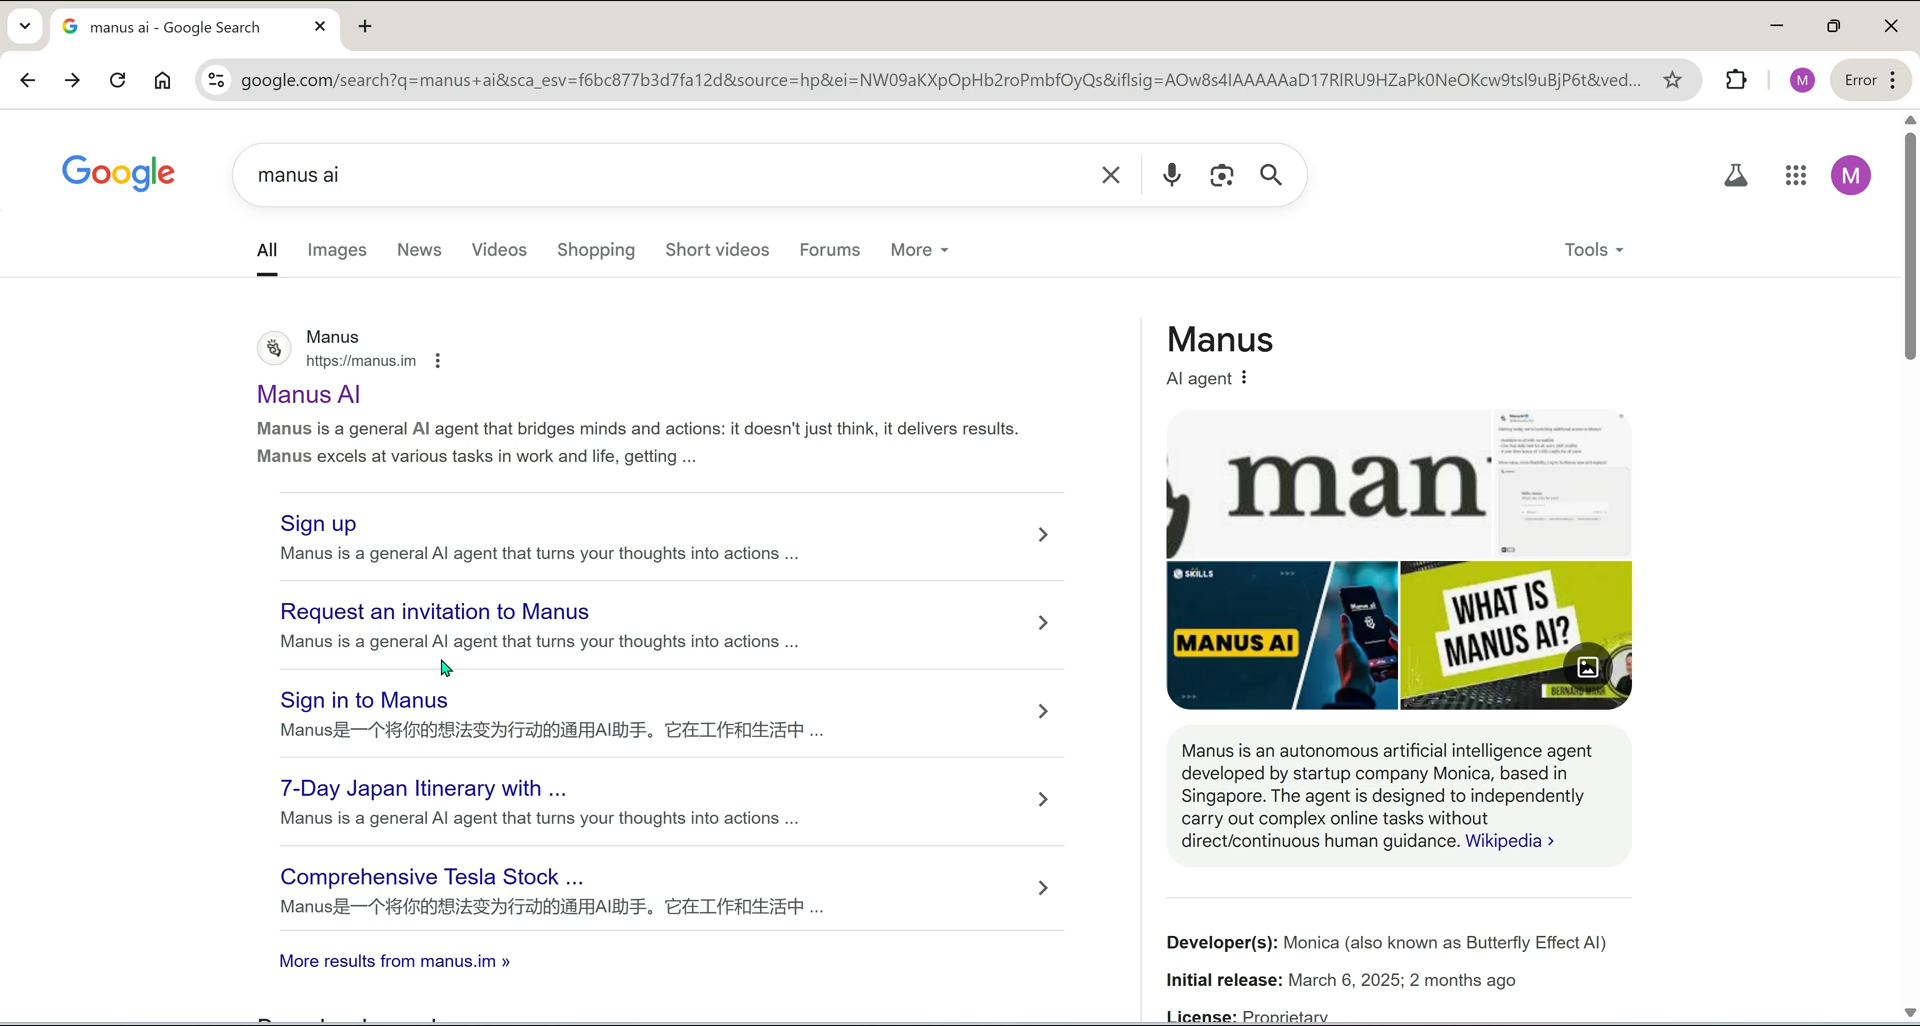 manus ai - Google Search
google.com/search?q=manus+ai&sca_esv=f6bc877b3d7fa12d&source=hp&ei=NW09aKXpOpHb2roPmbfOyQs&iflsig=AOw8s4IAAAAAaD17RIRU9HZaPk0NeOKcw9tsI9uBjP6t&ved...
M
Error
Google
manus ai
M
All
Images
News
Videos
Shopping
Short videos
Forums
More
Tools
Manus
https://manus.im
Manus AI
Manus is a general AI agent that bridges minds and actions: it doesn't just think, it delivers results.
Manus excels at various tasks in work and life, getting ...
Sign up
Manus is a general AI agent that turns your thoughts into actions ...
Request an invitation to Manus
Manus is a general AI agent that turns your thoughts into actions ...
Sign in to Manus
Manus是一个将你的想法变为行动的通用AI助手。它在工作和生活中 ...
7-Day Japan Itinerary with ...
Manus is a general AI agent that turns your thoughts into actions ...
Comprehensive Tesla Stock ...
Manus是一个将你的想法变为行动的通用AI助手。它在工作和生活中 ...
More results from manus.im »
Manus
AI agent
man
SKILLS
MANUS AI
Manus AI
WHAT IS
MANUS AI?
BERNARD MARR
Manus is an autonomous artificial intelligence agent
developed by startup company Monica, based in
Singapore. The agent is designed to independently
carry out complex online tasks without
direct/continuous human guidance. Wikipedia >
Developer(s): Monica (also known as Butterfly Effect AI)
Initial release: March 6, 2025; 2 months ago
License: Proprietary